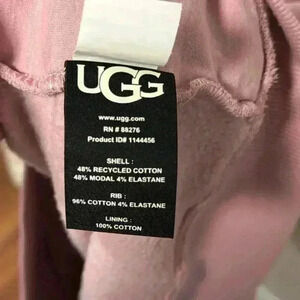 UGG
www.ugg.com
RN # 88276
Product ID# 1144456
SHELL :
48% RECYCLED COTTON
48% MODAL 4% ELASTANE
RIB :
96% COTTON 4% ELASTANE
LINING :
100% COTTON